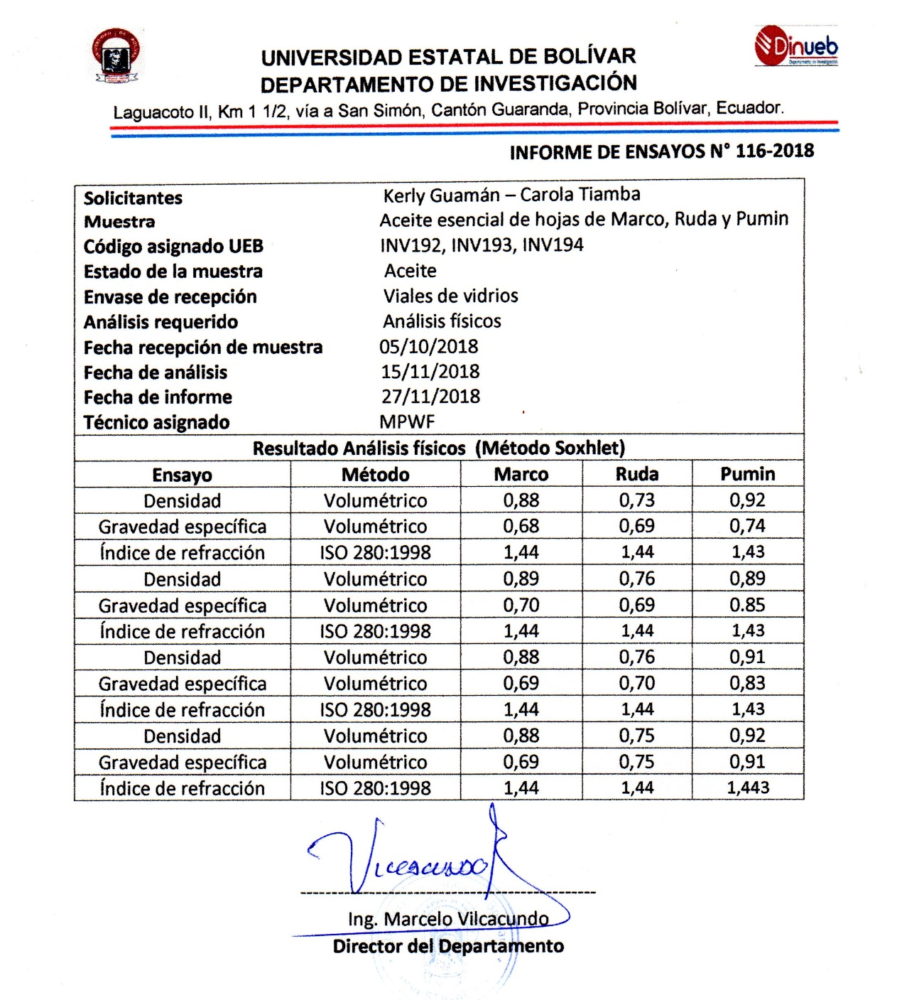 UNIVERSIDAD DE BOLÍVAR
Dinueb
Departamento de Investigación
UNIVERSIDAD ESTATAL DE BOLÍVAR
DEPARTAMENTO DE INVESTIGACIÓN
Laguacoto II, Km 1 1/2, vía a San Simón, Cantón Guaranda, Provincia Bolívar, Ecuador.
INFORME DE ENSAYOS N° 116-2018
Solicitantes Kerly Guamán – Carola Tiamba
Muestra Aceite esencial de hojas de Marco, Ruda y Pumin
Código asignado UEB INV192, INV193, INV194
Estado de la muestra Aceite
Envase de recepción Viales de vidrios
Análisis requerido Análisis físicos
Fecha recepción de muestra 05/10/2018
Fecha de análisis 15/11/2018
Fecha de informe 27/11/2018
Técnico asignado MPWF
Resultado Análisis físicos (Método Soxhlet)
Ensayo Método Marco Ruda Pumin
Densidad Volumétrico 0,88 0,73 0,92
Gravedad específica Volumétrico 0,68 0,69 0,74
Índice de refracción ISO 280:1998 1,44 1,44 1,43
Densidad Volumétrico 0,89 0,76 0,89
Gravedad específica Volumétrico 0,70 0,69 0.85
Índice de refracción ISO 280:1998 1,44 1,44 1,43
Densidad Volumétrico 0,88 0,76 0,91
Gravedad específica Volumétrico 0,69 0,70 0,83
Índice de refracción ISO 280:1998 1,44 1,44 1,43
Densidad Volumétrico 0,88 0,75 0,92
Gravedad específica Volumétrico 0,69 0,75 0,91
Índice de refracción ISO 280:1998 1,44 1,44 1,443
Ing. Marcelo Vilcacundo
Director del Departamento